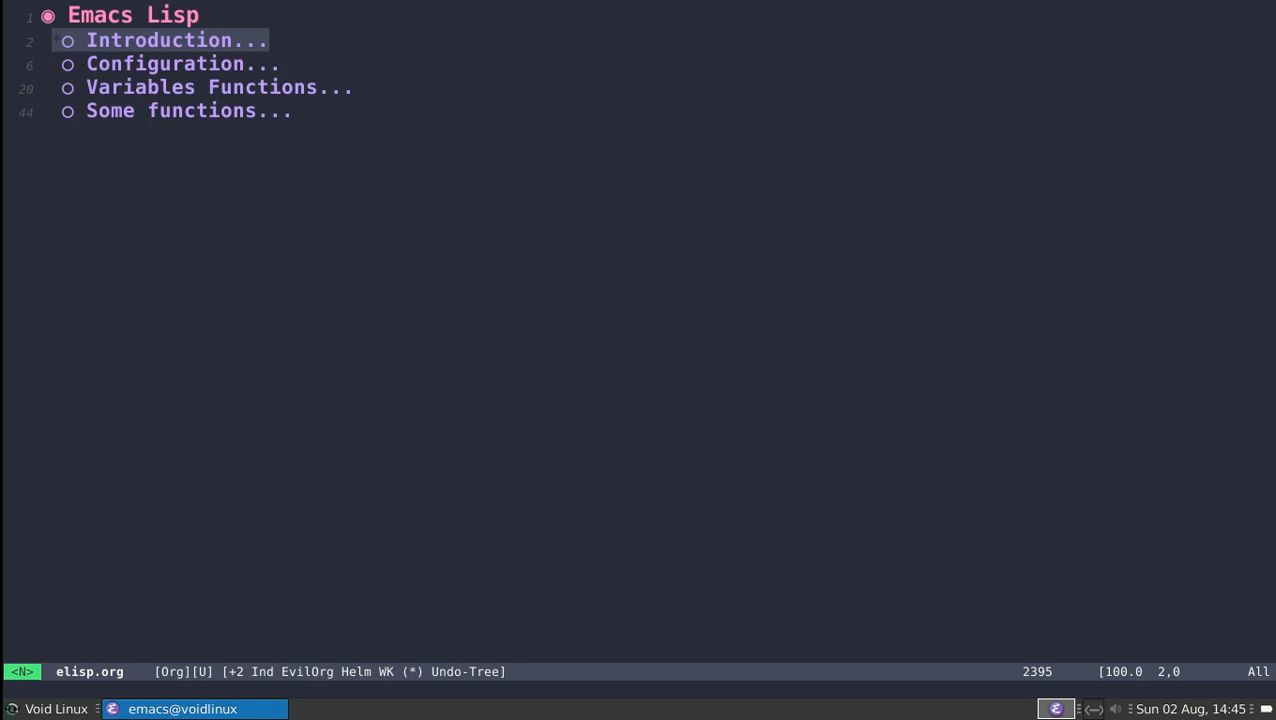 1 ◉ Emacs Lisp
2 ○ Introduction...
6 ○ Configuration...
20 ○ Variables Functions...
44 ○ Some functions...
<N> elisp.org [Org][U] [+2 Ind EvilOrg Helm WK (*) Undo-Tree] 2395 [100.0 2,0 All
Void Linux emacs@voidlinux Sun 02 Aug, 14:45